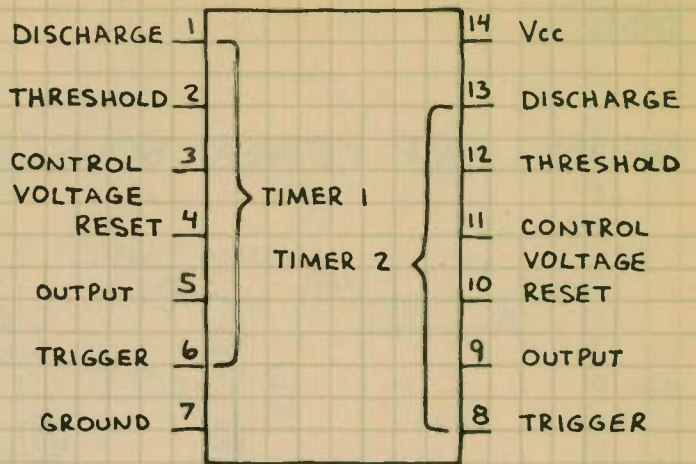 DISCHARGE 1
THRESHOLD 2
CONTROL 3
VOLTAGE
RESET 4
OUTPUT 5
TRIGGER 6
GROUND 7
TIMER 1
TIMER 2
14 Vcc
13 DISCHARGE
12 THRESHOLD
11 CONTROL
VOLTAGE
10 RESET
9 OUTPUT
8 TRIGGER